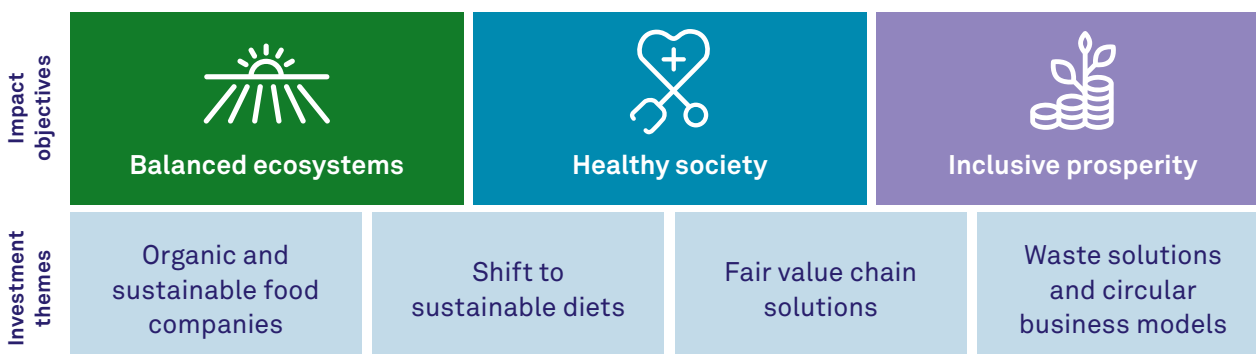 Impact
objectives
Balanced ecosystems
Healthy society
Inclusive prosperity
Investment
themes
Organic and
sustainable food
companies
Shift to
sustainable diets
Fair value chain
solutions
Waste solutions
and circular
business models